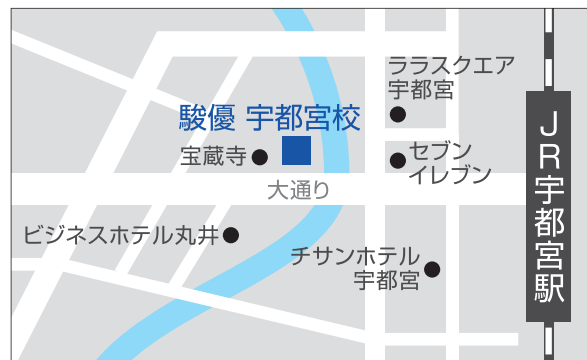 ララスクエア
宇都宮
駿優 宇都宮校
宝蔵寺
セブン
イレブン
大通り
ビジネスホテル丸井
チサンホテル
宇都宮
JR宇都宮駅